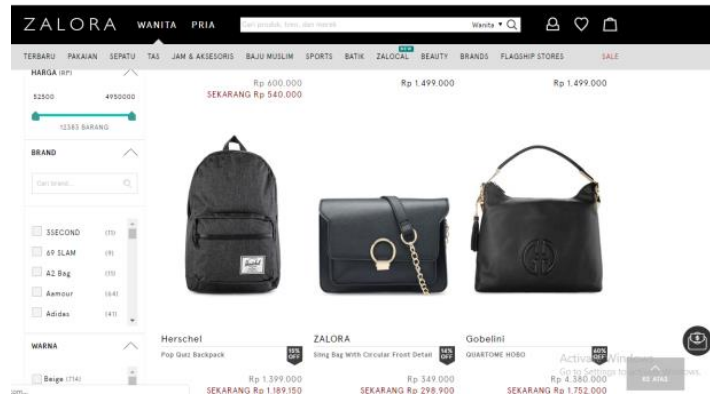 ZALORA WANITA PRIA Cari produk, tren, dan merek Wanita
TERBARU PAKAIAN SEPATU TAS JAM & AKSESORIS BAJU MUSLIM SPORTS BATIK ZALOCAL NEW BEAUTY BRANDS FLAGSHIP STORES SALE
HARGA (RP)
52500 4950000
12383 BARANG
Rp 600.000
SEKARANG Rp 540.000
Rp 1.499.000
Rp 1.499.000
BRAND
Cari brand...
3SECOND (11)
69 SLAM (9)
A2 Bag (15)
Aamour (64)
Adidas (41)
WARNA
Beige (714)
Herschel
Pop Quiz Backpack
15% OFF
Rp 1.399.000
SEKARANG Rp 1.189.150
ZALORA
Sling Bag With Circular Front Detail
14% OFF
Rp 349.000
SEKARANG Rp 298.900
Gobelini
QUARTOME HOBO
60% OFF
Rp 4.380.000
SEKARANG Rp 1.752.000
Herschel
KE ATAS